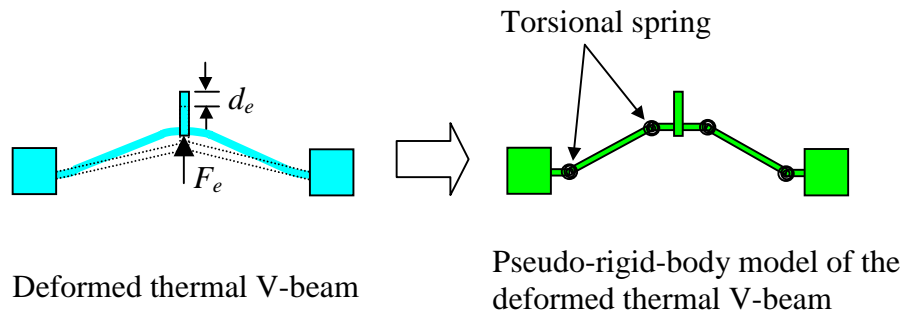 Torsional spring
d_e
F_e
Deformed thermal V-beam
Pseudo-rigid-body model of the
deformed thermal V-beam